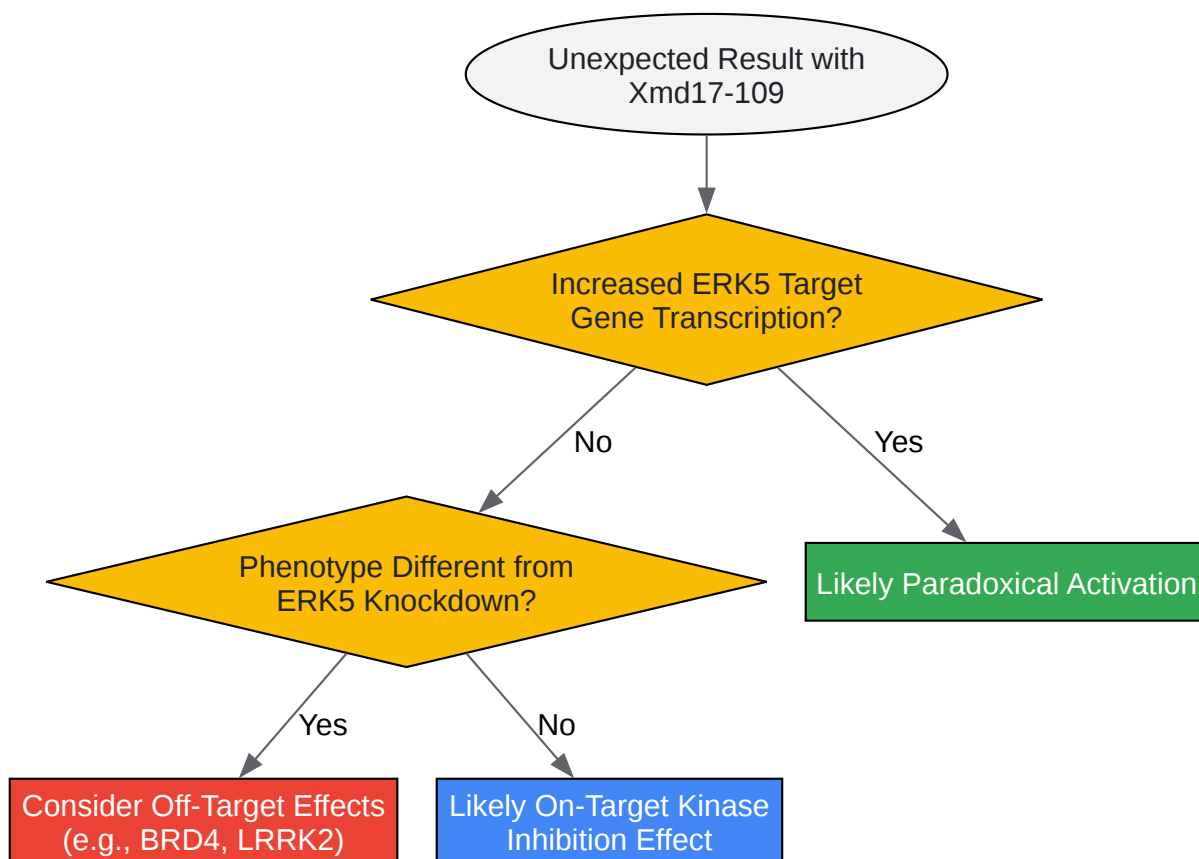 Unexpected Result with
Xmd17-109
Increased ERK5 Target
Gene Transcription?
No
Yes
Phenotype Different from
ERK5 Knockdown?
Likely Paradoxical Activation
Yes
No
Consider Off-Target Effects
(e.g., BRD4, LRRK2)
Likely On-Target Kinase
Inhibition Effect